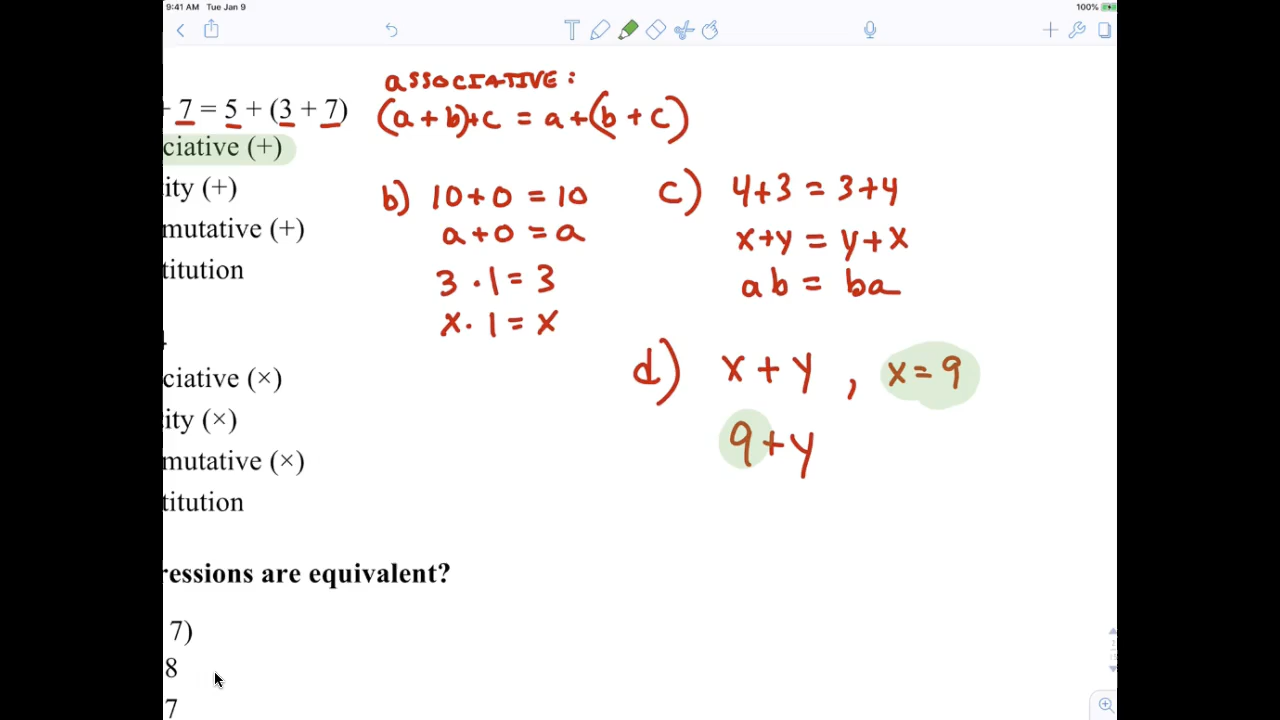 9:41 AM Tue Jan 9
100%
ASSOCIATIVE:
+ 7 = 5 + (3 + 7)
(a + b)+c = a+(b + c)
ciative (+)
ity (+)
mutative (+)
titution
b) 10+0 = 10
a+0 = a
3 · 1 = 3
x · 1 = x
c) 4+3 = 3+4
x+y = y+x
ab = ba
d) x + y , x = 9
9+y
ciative (×)
ity (×)
mutative (×)
titution
ressions are equivalent?
7)
8
7